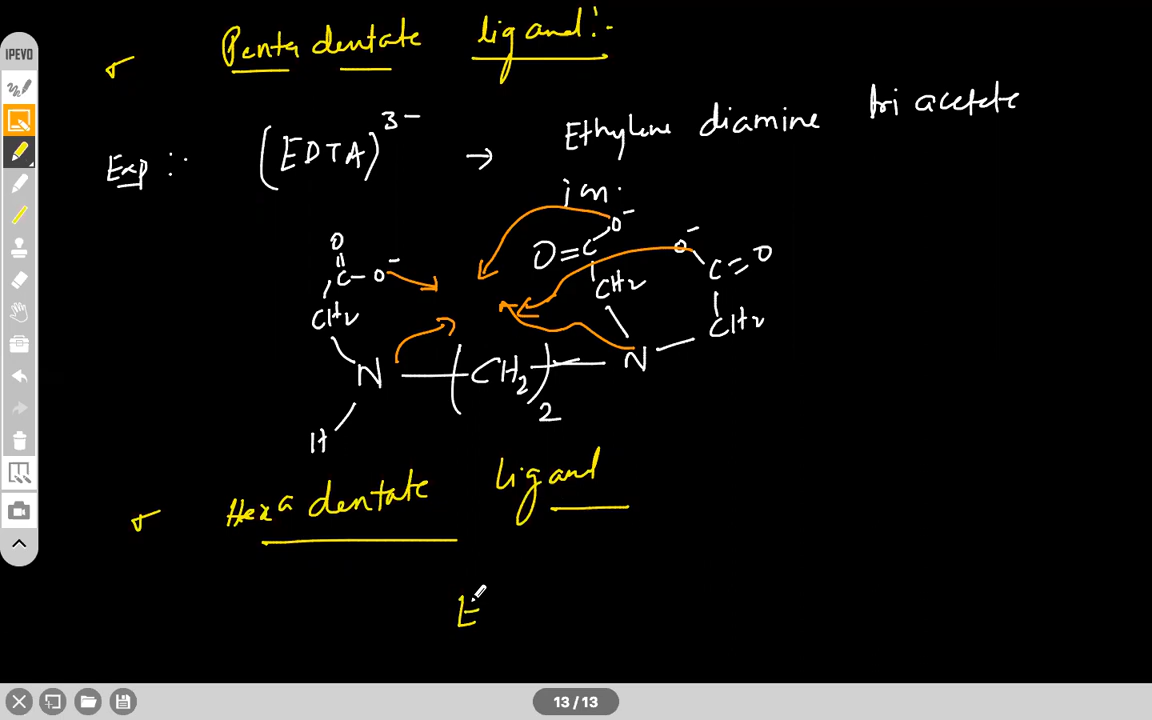 IPEVO
Penta dentate ligand :-
Exp :- (EDTA)³⁻ → Ethylene diamine tri acetate
ion.
O O⁻ O⁻
C O⁻ O=C C=O
CH₂ CH₂ CH₂
N (CH₂)₂ N
H
Hexa dentate ligand
E
13/13